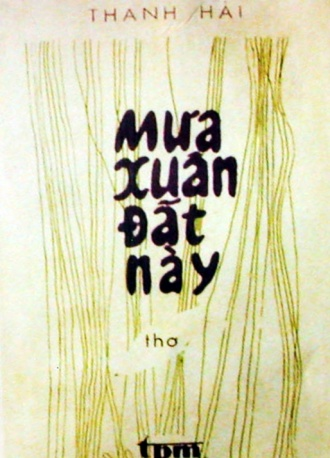 THANH HẢI
Mưa
xuân
Đất
này
thơ
tpm